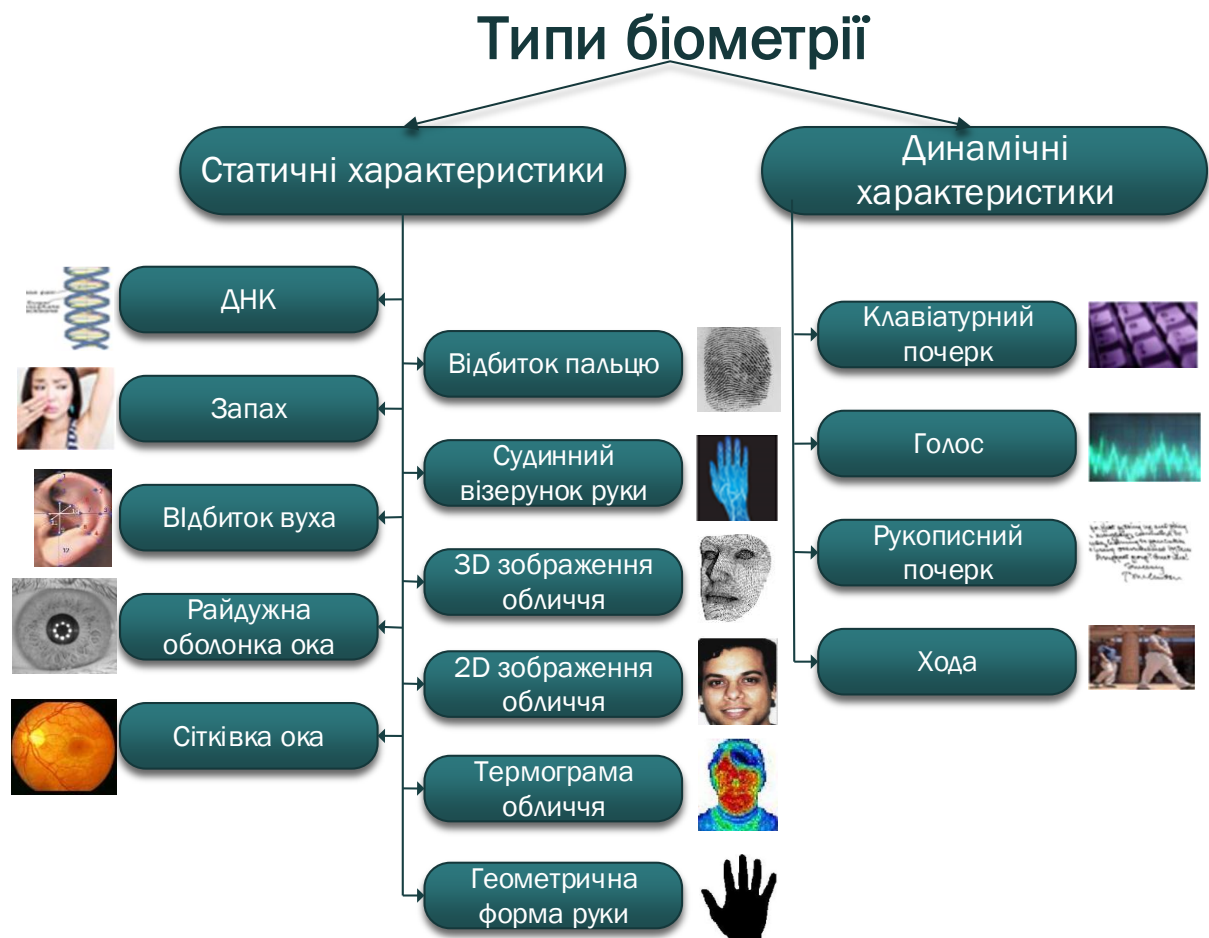 Типи біометрії
Статичні характеристики
Динамічні
характеристики
ДНК
Запах
ВІдбиток вуха
Райдужна
оболонка ока
Сітківка ока
Відбиток пальцю
Судинний
візерунок руки
3D зображення
обличчя
2D зображення
обличчя
Термограма
обличчя
Геометрична
форма руки
Клавіатурний
почерк
Голос
Рукописний
почерк
Хода